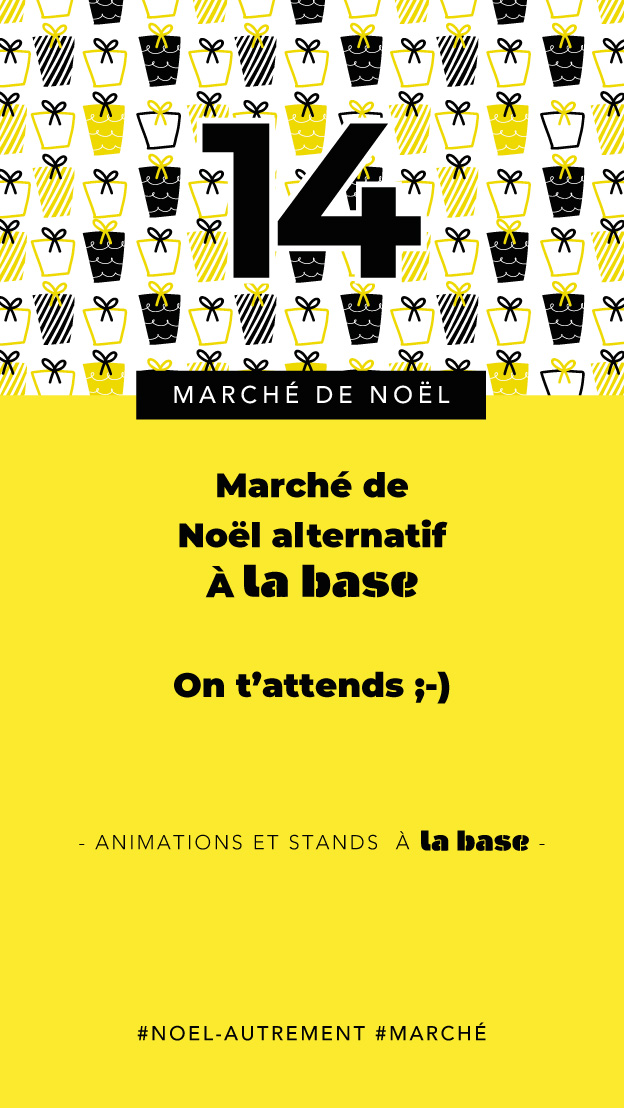 14
MARCHÉ DE NOËL
Marché de
Noël alternatif
À la base
On t’attends ;-)
- ANIMATIONS ET STANDS À la base -
#NOEL-AUTREMENT #MARCHÉ